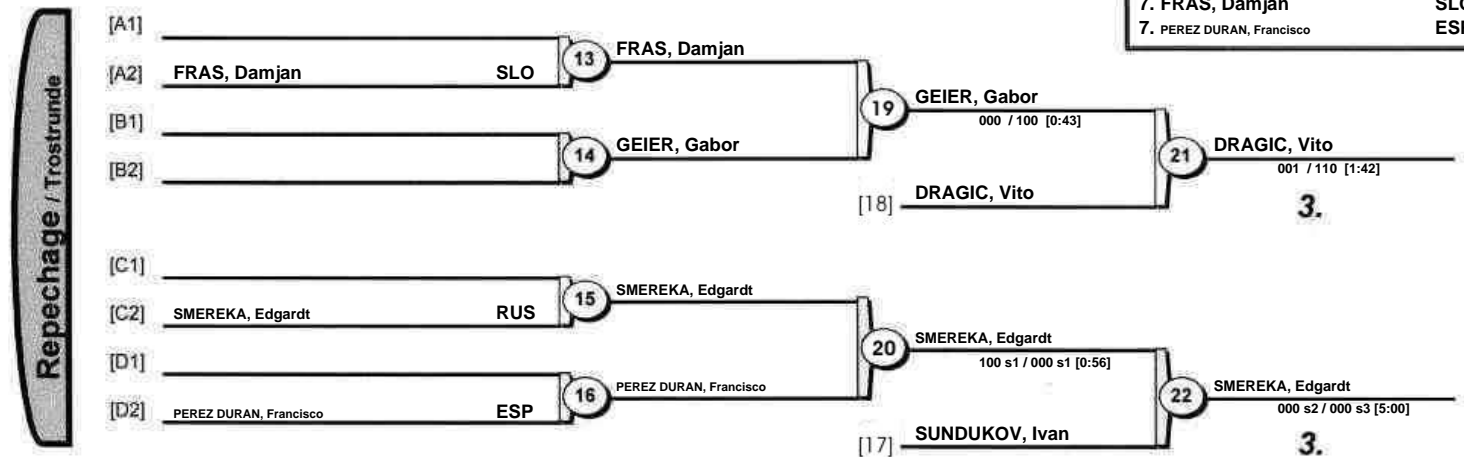 7. FRAS, Damjan SLO
7. PEREZ DURAN, Francisco ESP
Repechage / Trostrunde
[A1]
[A2] FRAS, Damjan SLO
13 FRAS, Damjan
[B1]
[B2]
14 GEIER, Gabor
19 GEIER, Gabor
000 / 100 [0:43]
[18] DRAGIC, Vito
21 DRAGIC, Vito
001 / 110 [1:42]
3.
[C1]
[C2] SMEREKA, Edgardt RUS
15 SMEREKA, Edgardt
[D1]
[D2] PEREZ DURAN, Francisco ESP
16 PEREZ DURAN, Francisco
20 SMEREKA, Edgardt
100 s1 / 000 s1 [0:56]
[17] SUNDUKOV, Ivan
22 SMEREKA, Edgardt
000 s2 / 000 s3 [5:00]
3.